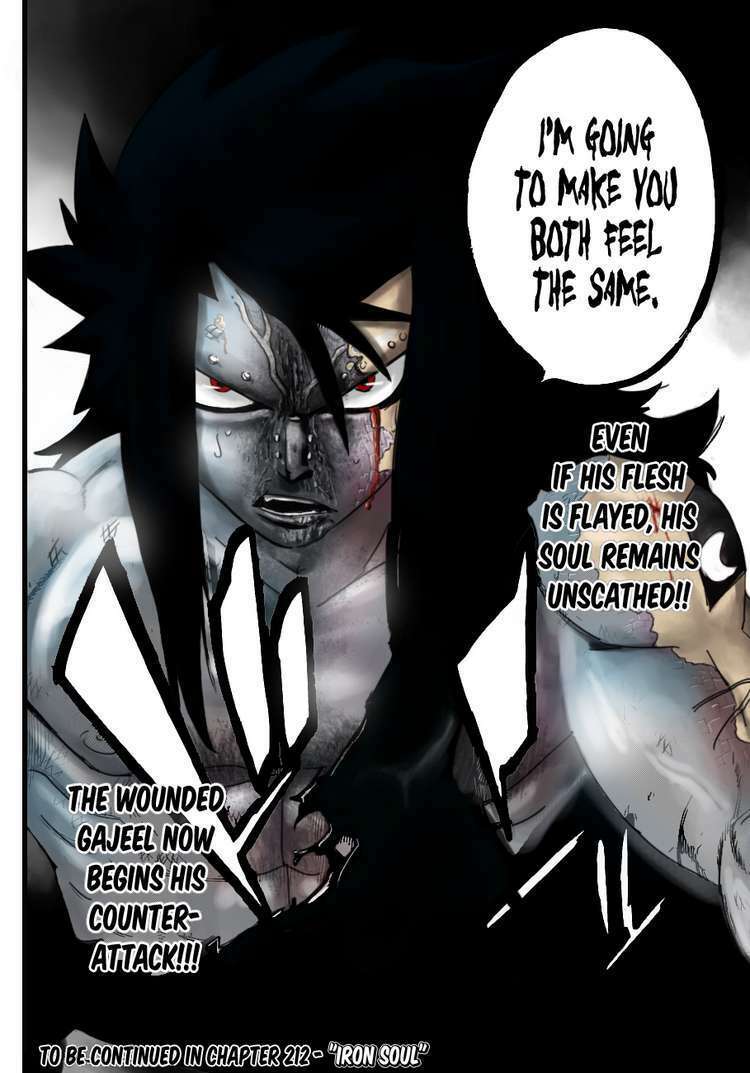 I'M GOING
TO MAKE YOU
BOTH FEEL
THE SAME.
EVEN
IF HIS FLESH
IS FLAYED, HIS
SOUL REMAINS
UNSCATHED!!
THE WOUNDED
GAJEEL NOW
BEGINS HIS
COUNTER-
ATTACK!!!
TO BE CONTINUED IN CHAPTER 212 - "IRON SOUL"